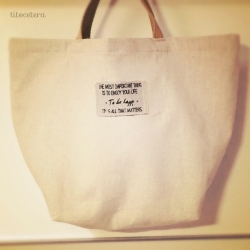 THE MOST IMPORTANT THING
IS TO ENJOY YOUR LIFE
- To be happy -
IT'S ALL THAT MATTERS.